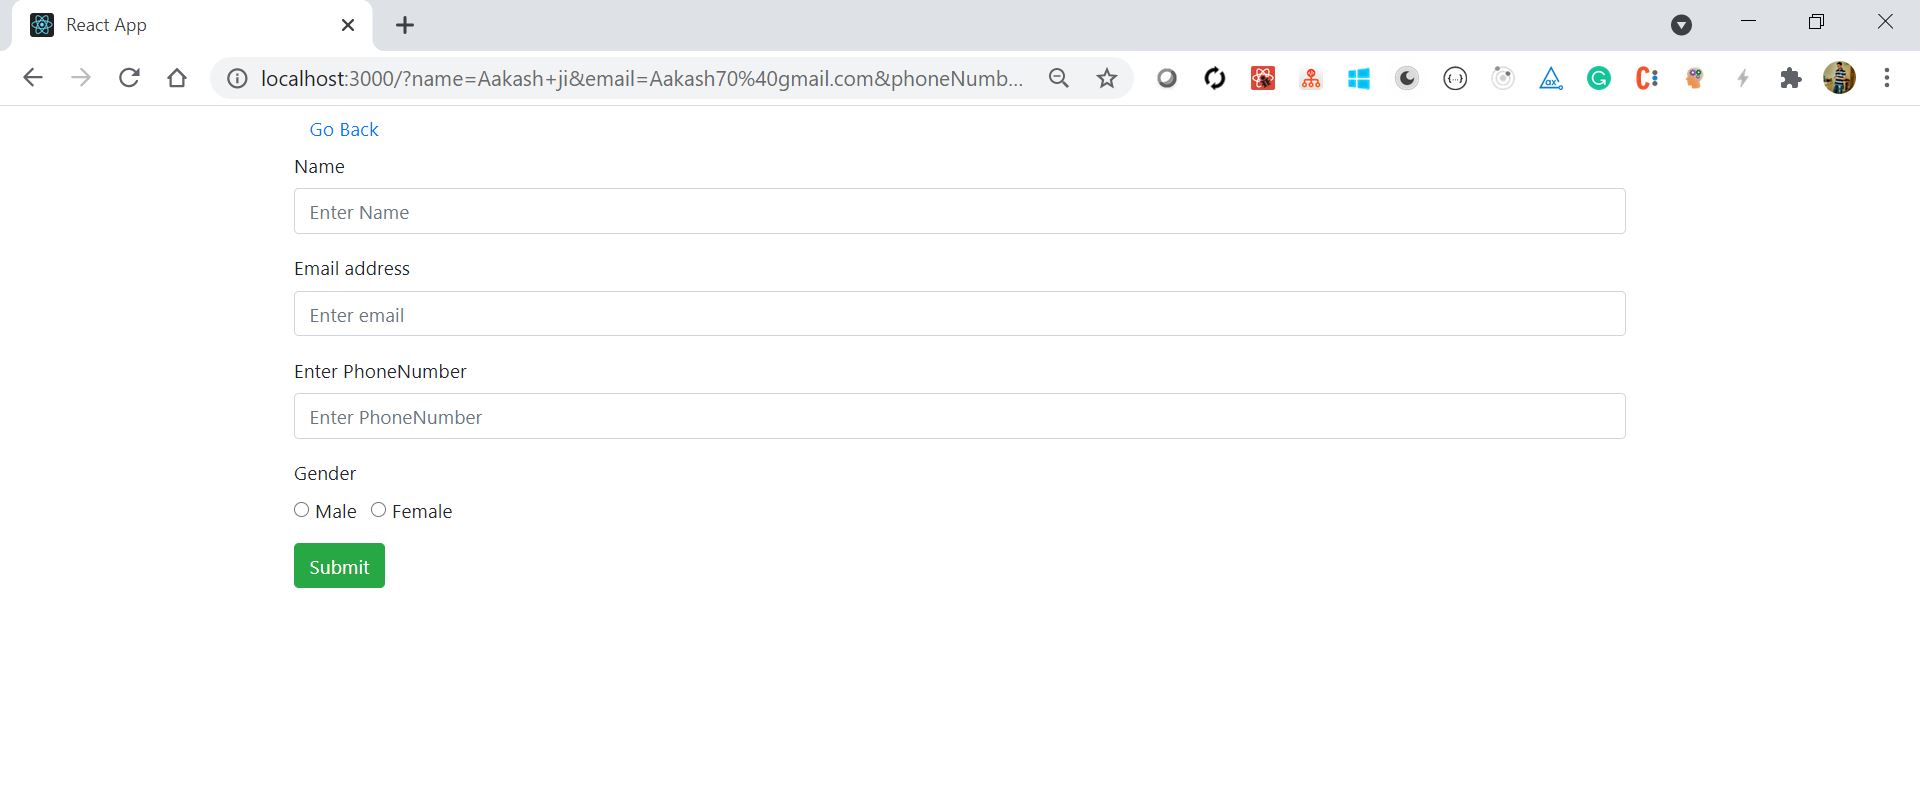 React App
localhost:3000/?name=Aakash+ji&email=Aakash70%40gmail.com&phoneNumb...
Go Back
Name
Enter Name
Email address
Enter email
Enter PhoneNumber
Enter PhoneNumber
Gender
Male Female
Submit